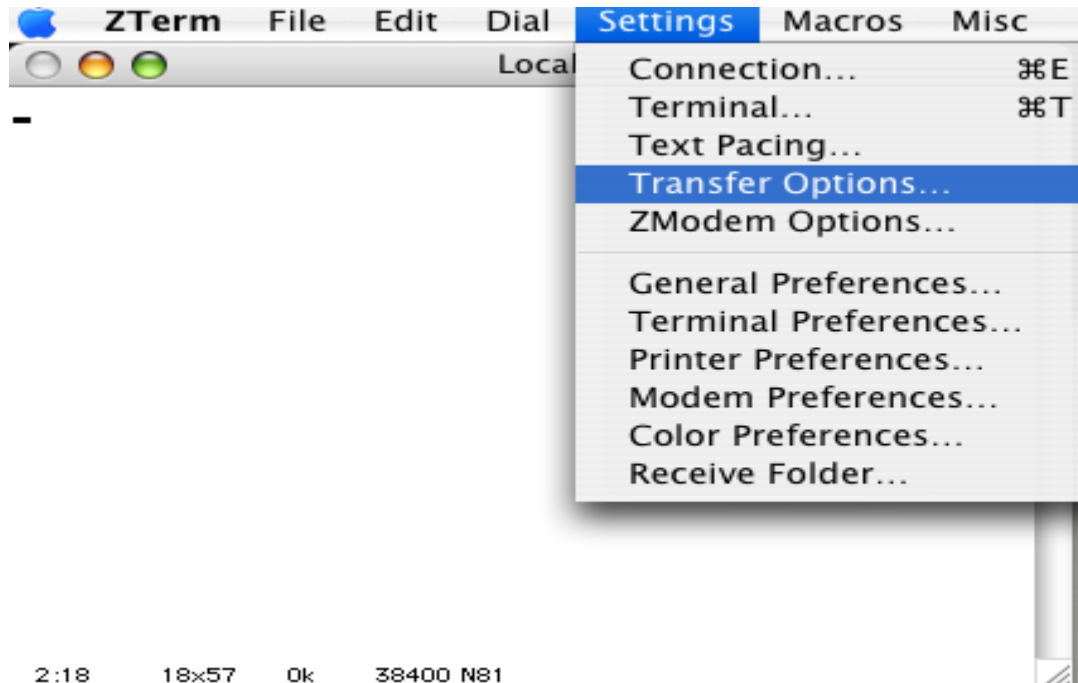 ZTerm File Edit Dial Settings Macros Misc
Local
Connection... ⌘E
Terminal... ⌘T
Text Pacing...
Transfer Options...
ZModem Options...
General Preferences...
Terminal Preferences...
Printer Preferences...
Modem Preferences...
Color Preferences...
Receive Folder...
2:18 18x57 0k 38400 N81